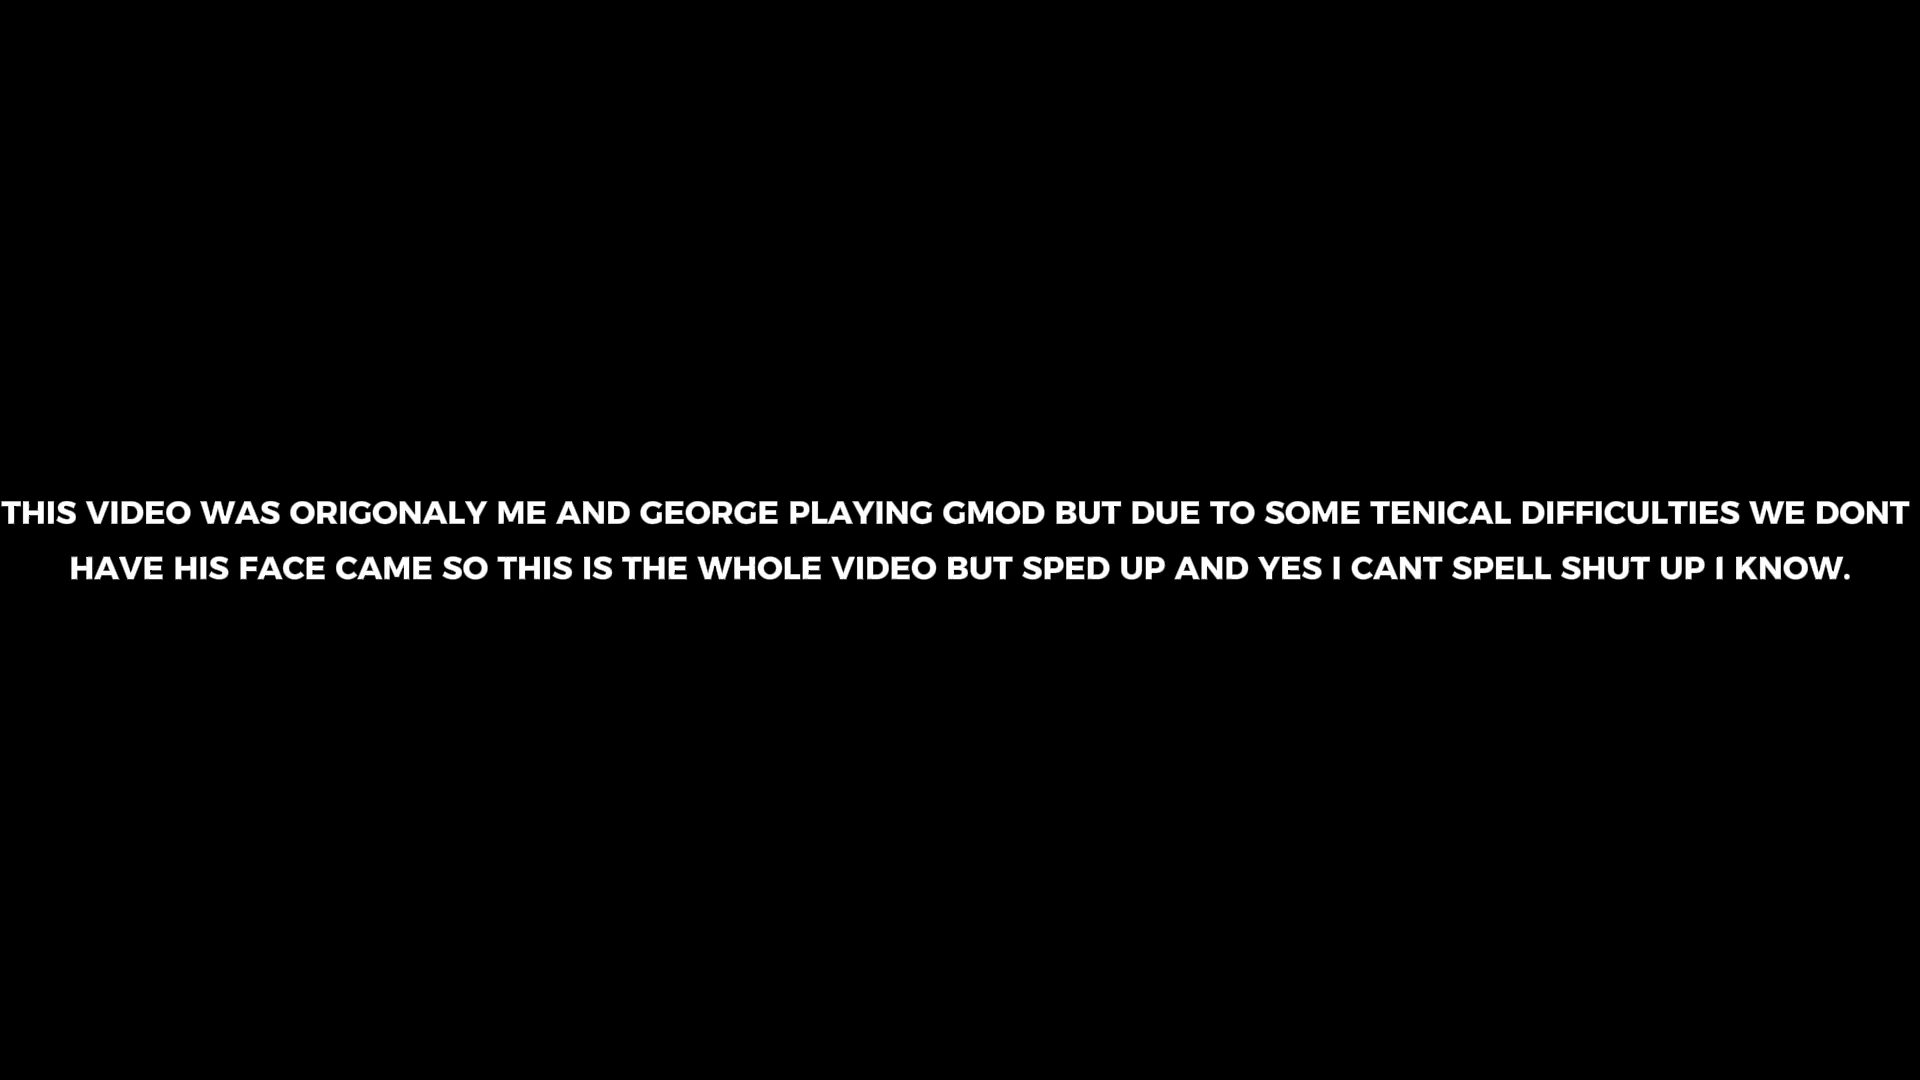 THIS VIDEO WAS ORIGONALY ME AND GEORGE PLAYING GMOD BUT DUE TO SOME TENICAL DIFFICULTIES WE DONT
HAVE HIS FACE CAME SO THIS IS THE WHOLE VIDEO BUT SPED UP AND YES I CANT SPELL SHUT UP I KNOW.